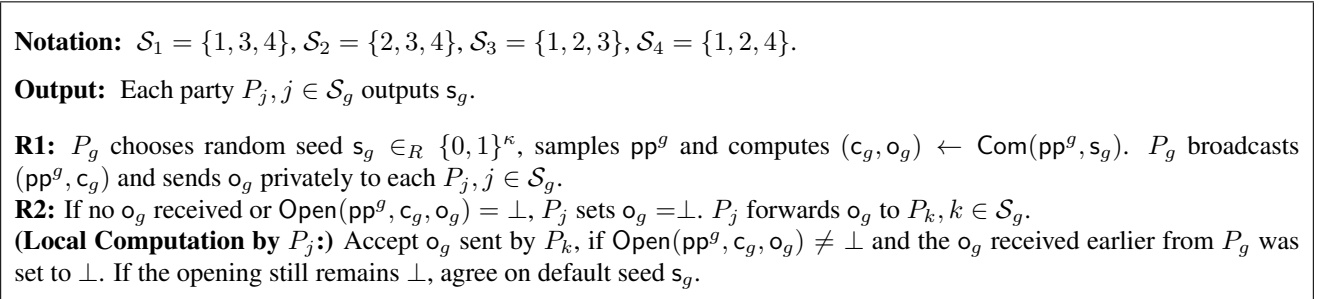 Notation: 𝒮₁ = {1, 3, 4}, 𝒮₂ = {2, 3, 4}, 𝒮₃ = {1, 2, 3}, 𝒮₄ = {1, 2, 4}.
Output: Each party P_j, j ∈ 𝒮_g outputs s_g.
R1: P_g chooses random seed s_g ∈_R {0, 1}^κ, samples pp^g and computes (c_g, o_g) ← Com(pp^g, s_g). P_g broadcasts
(pp^g, c_g) and sends o_g privately to each P_j, j ∈ 𝒮_g.
R2: If no o_g received or Open(pp^g, c_g, o_g) = ⊥, P_j sets o_g =⊥. P_j forwards o_g to P_k, k ∈ 𝒮_g.
(Local Computation by P_j:) Accept o_g sent by P_k, if Open(pp^g, c_g, o_g) ≠ ⊥ and the o_g received earlier from P_g was
set to ⊥. If the opening still remains ⊥, agree on default seed s_g.